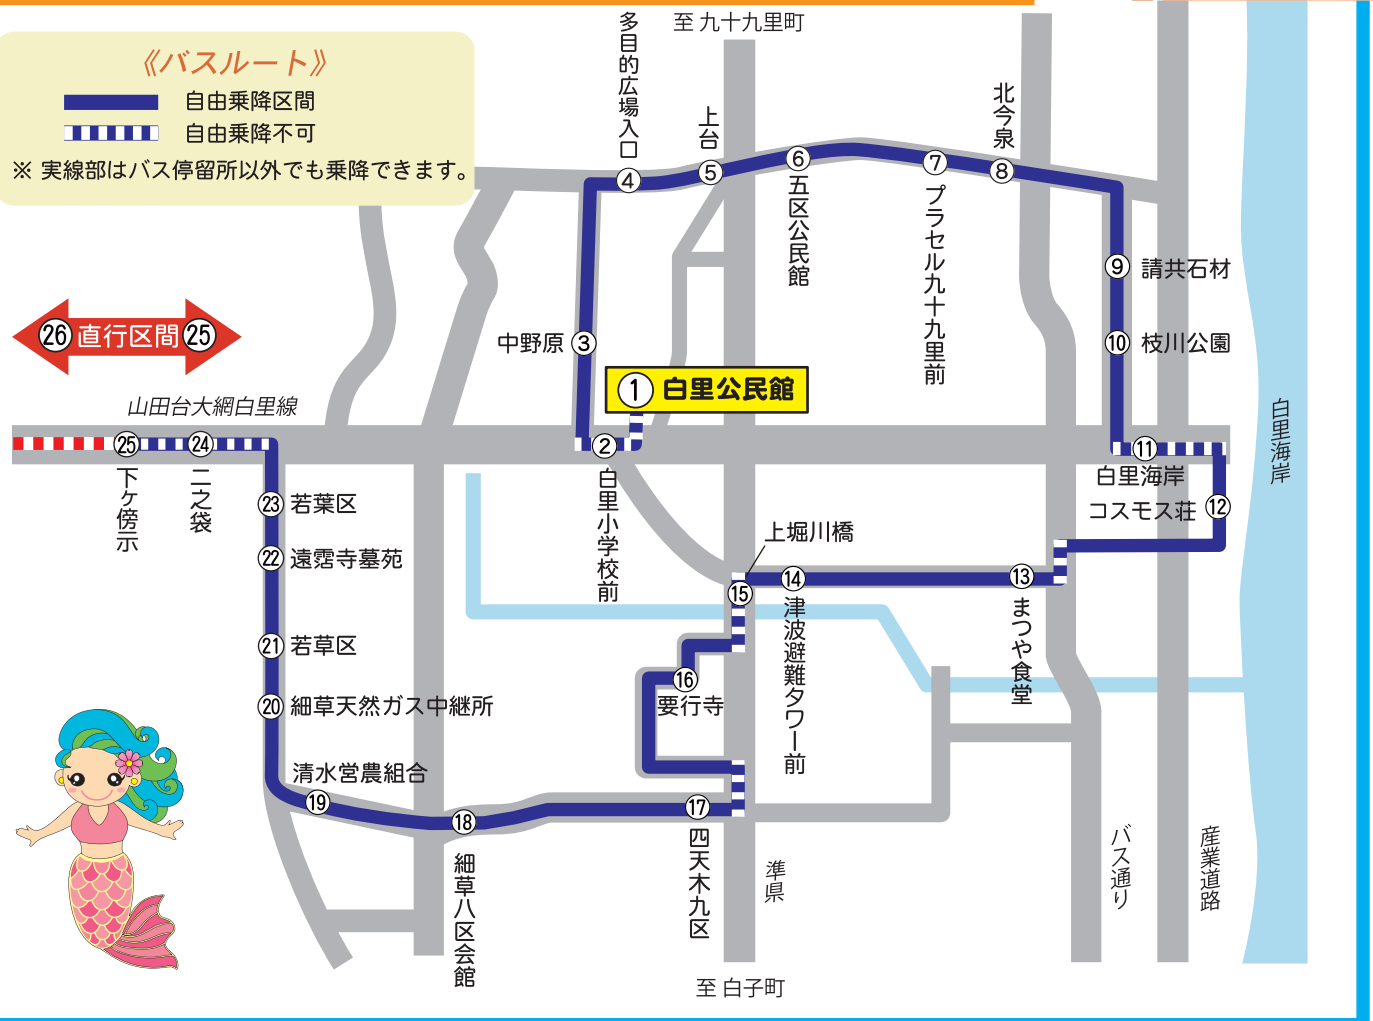 至 九十九里町
《バスルート》
自由乗降区間
自由乗降不可
※ 実線部はバス停留所以外でも乗降できます。
多目的広場入口
④
上台
⑤
⑥
五区公民館
⑦
プラセル九十九里前
北今泉
⑧
⑨ 請共石材
⑩ 枝川公園
中野原 ③
① 白里公民館
㉖ 直行区間 ㉕
山田台大網白里線
㉕
下ヶ傍示
㉔
二之袋
②
白里小学校前
⑪
白里海岸
コスモス荘 ⑫
白里海岸
㉓ 若葉区
㉒ 遠霑寺墓苑
㉑ 若草区
⑳ 細草天然ガス中継所
清水営農組合
⑲
⑱
細草八区会館
上堀川橋
⑮
⑭
津波避難タワー前
⑬
まつや食堂
⑯
要行寺
⑰
四天木九区
準県
バス通り
産業道路
至 白子町